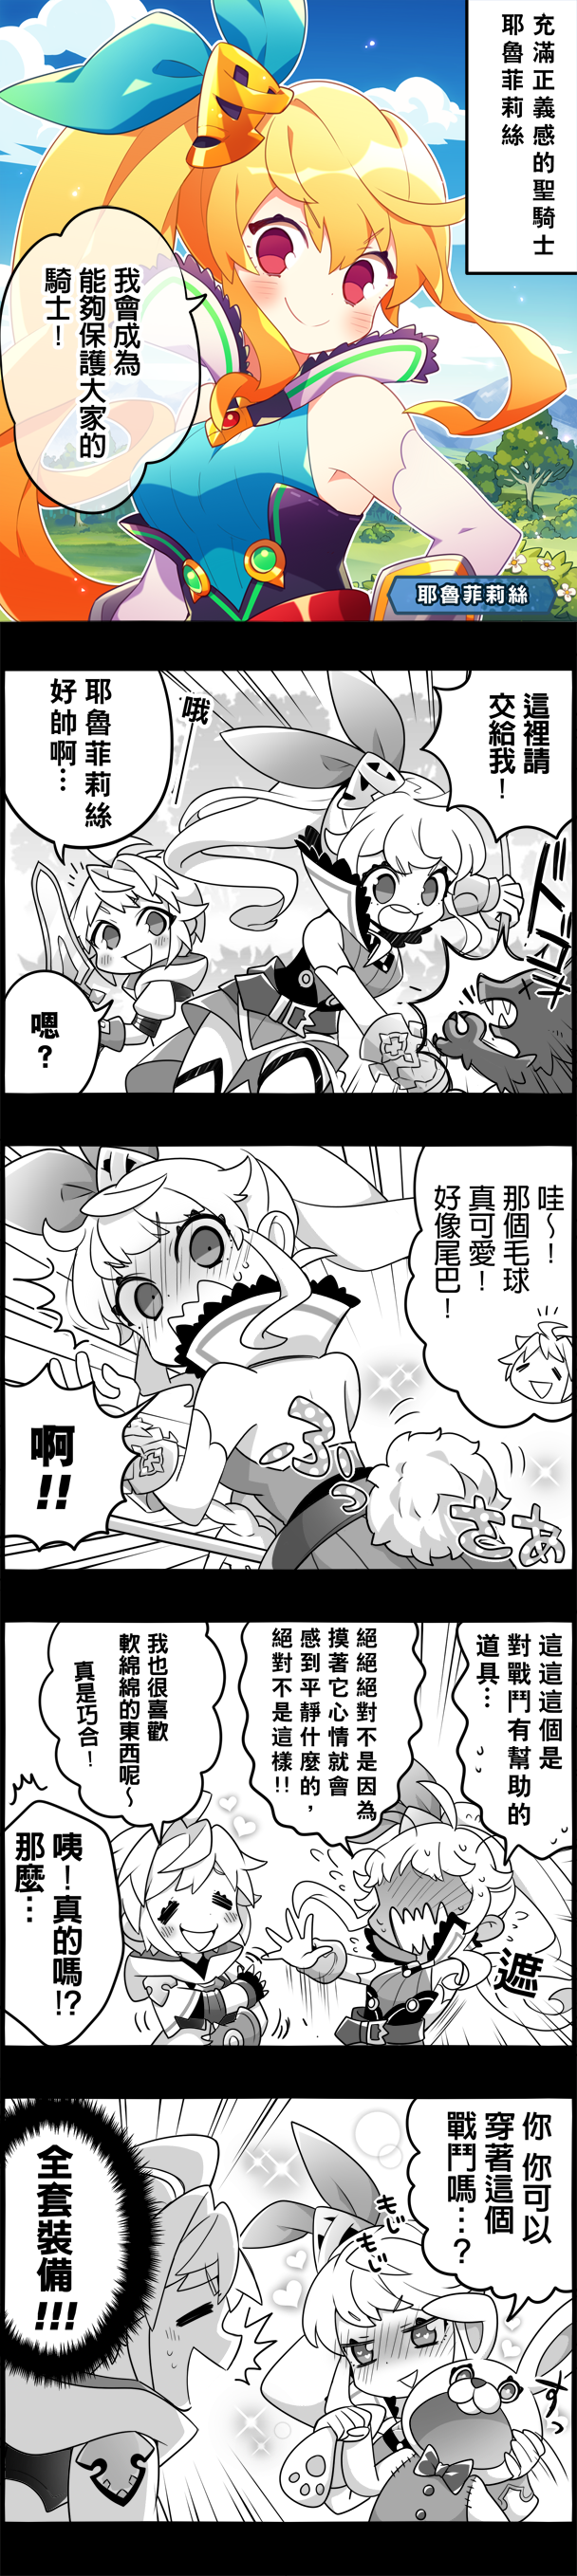 充滿正義感的聖騎士
耶魯菲莉絲
我會成為
能夠保護大家的
騎士！
耶魯菲莉絲
這裡請
交給我！
ドゴォ
哦
耶魯菲莉絲
好帥啊…
嗯？
哇～！
那個毛球
真可愛！
好像尾巴！
ふぅっ
さぁ
啊!!
這這這個是
對戰鬥有幫助的
道具…
絕絕絕對不是因為
摸著它心情就會
感到平靜什麼的，
絕對不是這樣!!
遮
我也很喜歡
軟綿綿的東西呢～
真是巧合！
咦！真的嗎!?
那麼…
你 你可以
穿著這個
戰鬥嗎…？
もじ
もじ
すっ
全套裝備
!!!